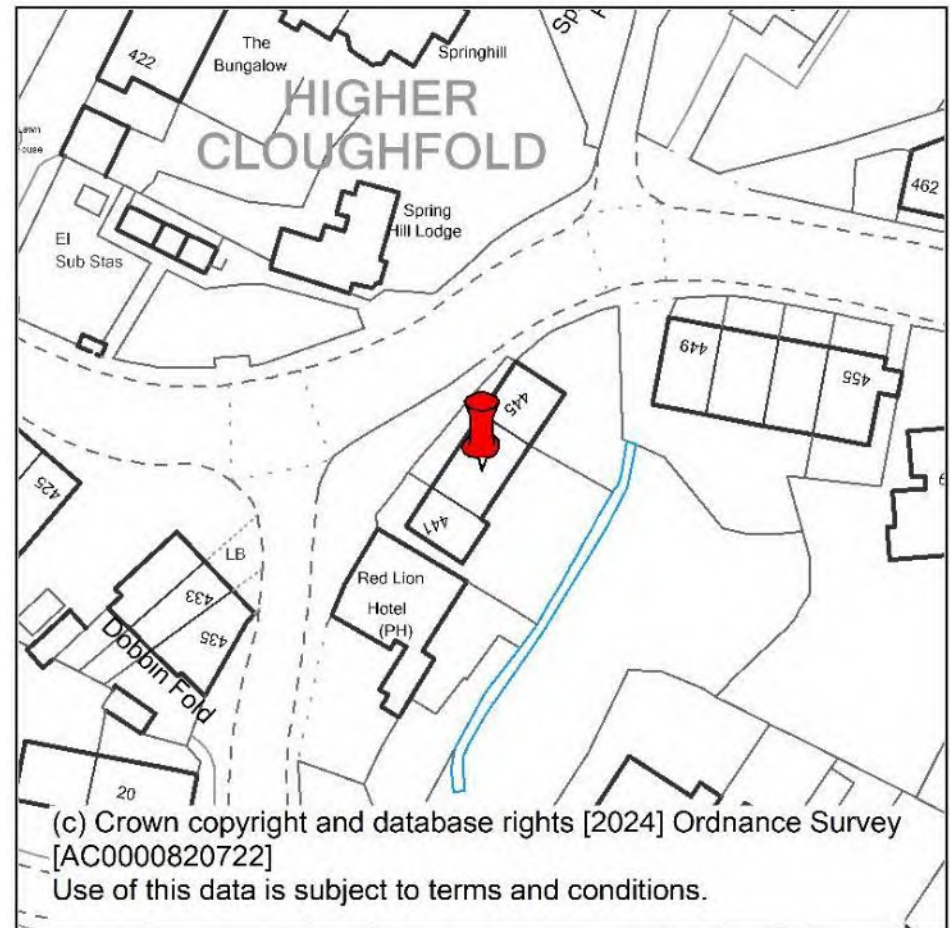 422
The
Bungalow
Springhill
HIGHER
CLOUGHFOLD
462
Spring
Hill Lodge
El
Sub Stas
449
455
445
425
441
LB
433
435
Red Lion
Hotel
(PH)
Dobbin Fold
20
(c) Crown copyright and database rights [2024] Ordnance Survey
[AC0000820722]
Use of this data is subject to terms and conditions.